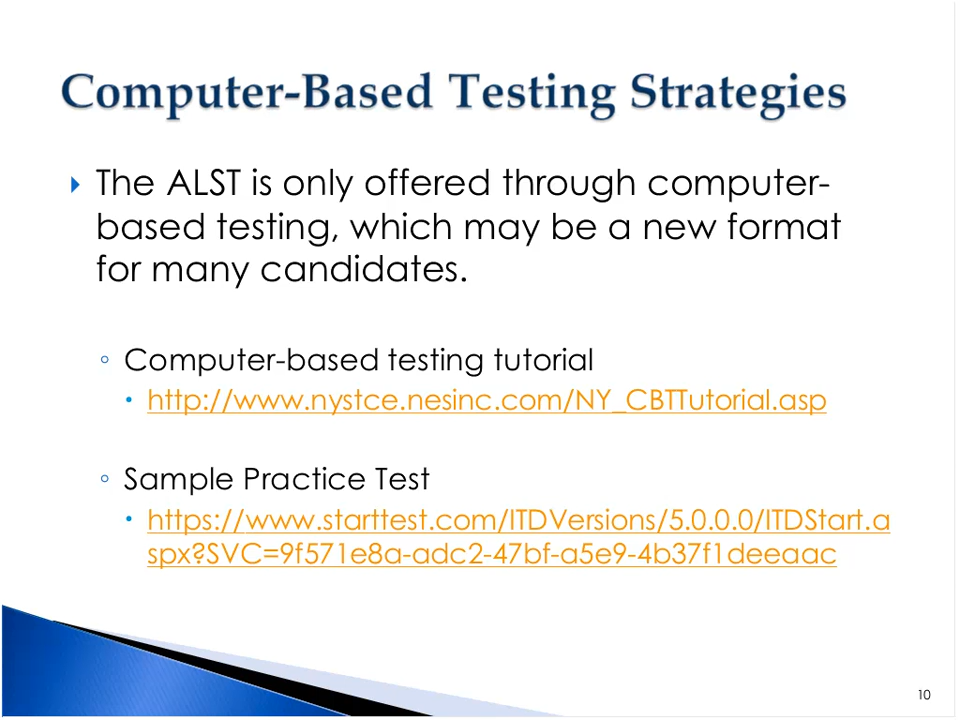 Computer-Based Testing Strategies
The ALST is only offered through computer-
based testing, which may be a new format
for many candidates.
Computer-based testing tutorial
http://www.nystce.nesinc.com/NY_CBTTutorial.asp
Sample Practice Test
https://www.starttest.com/ITDVersions/5.0.0.0/ITDStart.a
spx?SVC=9f571e8a-adc2-47bf-a5e9-4b37f1deeaac
10